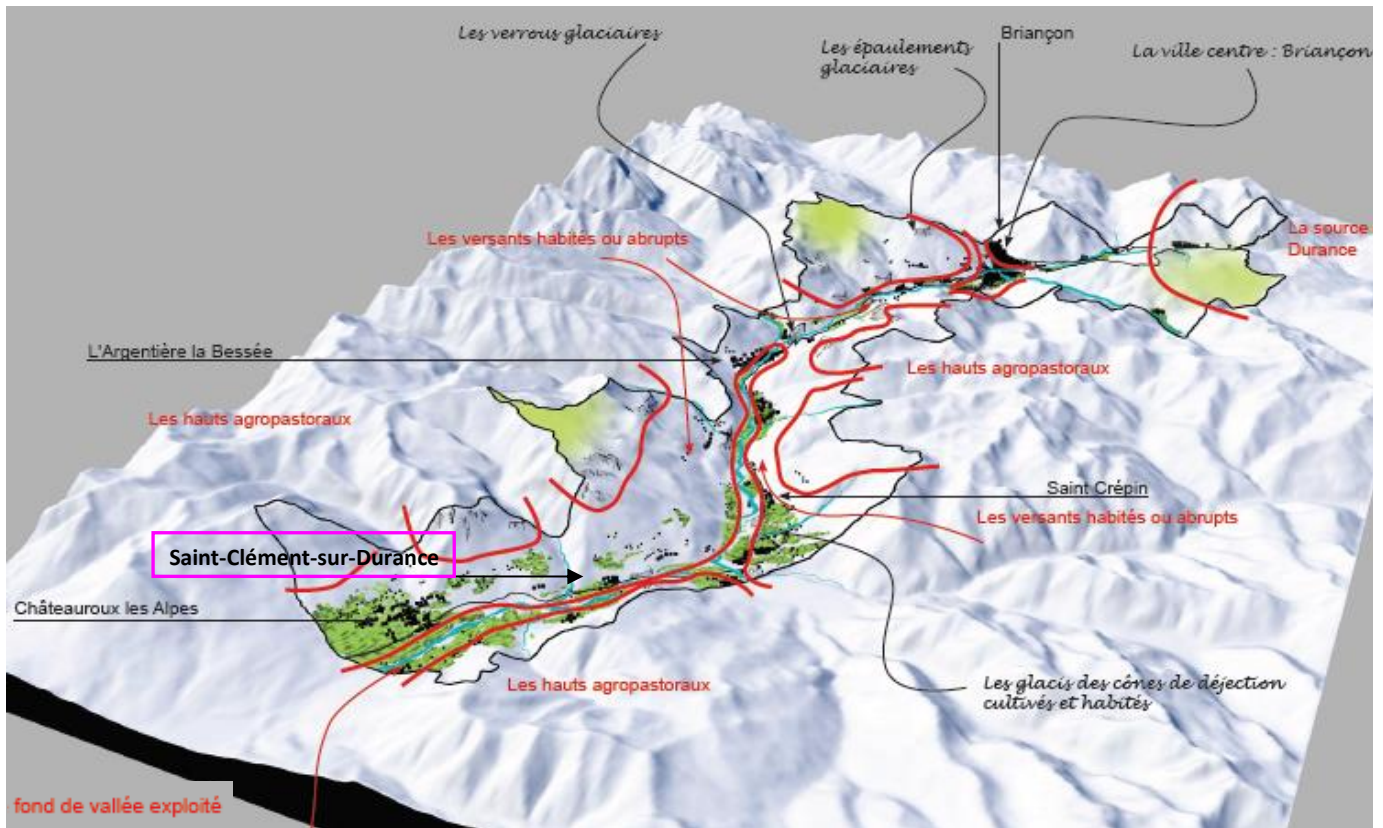 Les verrous glaciaires
Les épaulements
glaciaires
Briançon
La ville centre : Briançon
Les versants habités ou abrupts
La source
Durance
L'Argentière la Bessée
Les hauts agropastoraux
Les hauts agropastoraux
Saint Crépin
Les versants habités ou abrupts
Saint-Clément-sur-Durance
Châteauroux les Alpes
Les hauts agropastoraux
Les glacis des cônes de déjection
cultivés et habités
fond de vallée exploité